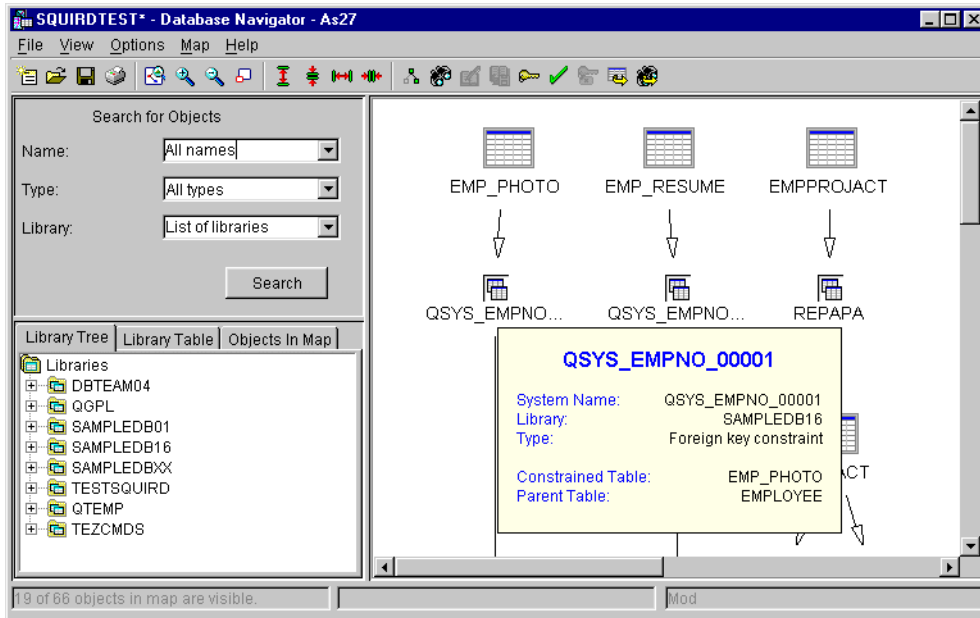 SQUIRDTEST* - Database Navigator - As27
File View Options Map Help
Search for Objects
Name: All names
Type: All types
Library: List of libraries
Search
Library Tree Library Table Objects In Map
Libraries
DBTEAM04
QGPL
SAMPLEDB01
SAMPLEDB16
SAMPLEDBXX
TESTSQUIRD
QTEMP
TEZCMDS
EMP_PHOTO EMP_RESUME EMPPROJACT
QSYS_EMPNO... QSYS_EMPNO... REPAPA
QSYS_EMPNO_00001
System Name: QSYS_EMPNO_00001
Library: SAMPLEDB16
Type: Foreign key constraint
Constrained Table: EMP_PHOTO
Parent Table: EMPLOYEE
ACT
19 of 66 objects in map are visible.
Mod